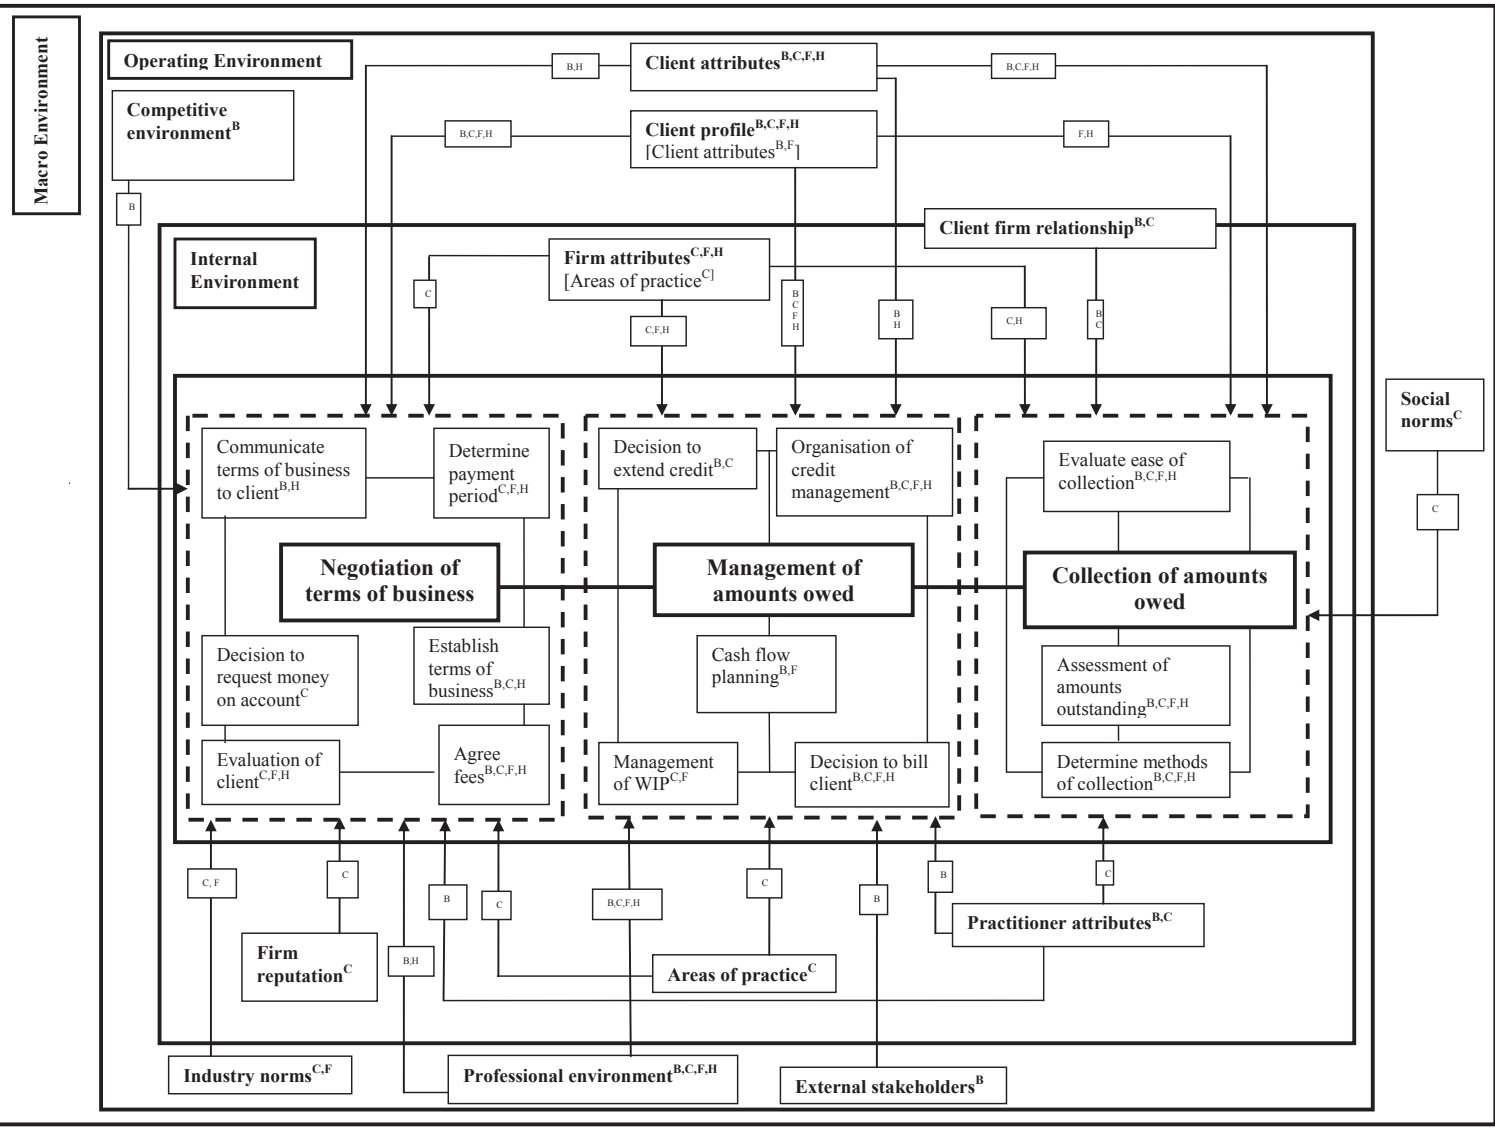 Macro Environment
Operating Environment
Competitive
environmentB
B
B,H
Client attributesB,C,F,H
B,C,F,H
B,C,F,H
Client profileB,C,F,H
[Client attributesB,F]
F,H
Client firm relationshipB,C
Internal
Environment
Firm attributesC,F,H
[Areas of practiceC]
C
C,F,H
B
C
F
H
B
H
C,H
B
C
Social
normsC
C
Communicate
terms of business
to clientB,H
Determine
payment
periodC,F,H
Negotiation of
terms of business
Decision to
request money
on accountC
Establish
terms of
businessB,C,H
Evaluation of
clientC,F,H
Agree
feesB,C,F,H
Decision to
extend creditB,C
Organisation of
credit
managementB,C,F,H
Management of
amounts owed
Cash flow
planningB,F
Management
of WIPC,F
Decision to bill
clientB,C,F,H
Evaluate ease of
collectionB,C,F,H
Collection of amounts
owed
Assessment of
amounts
outstandingB,C,F,H
Determine methods
of collectionB,C,F,H
C, F
C
B
C
B,C,F,H
C
B
B
C
Firm
reputationC
B,H
Areas of practiceC
Practitioner attributesB,C
Industry normsC,F
Professional environmentB,C,F,H
External stakeholdersB